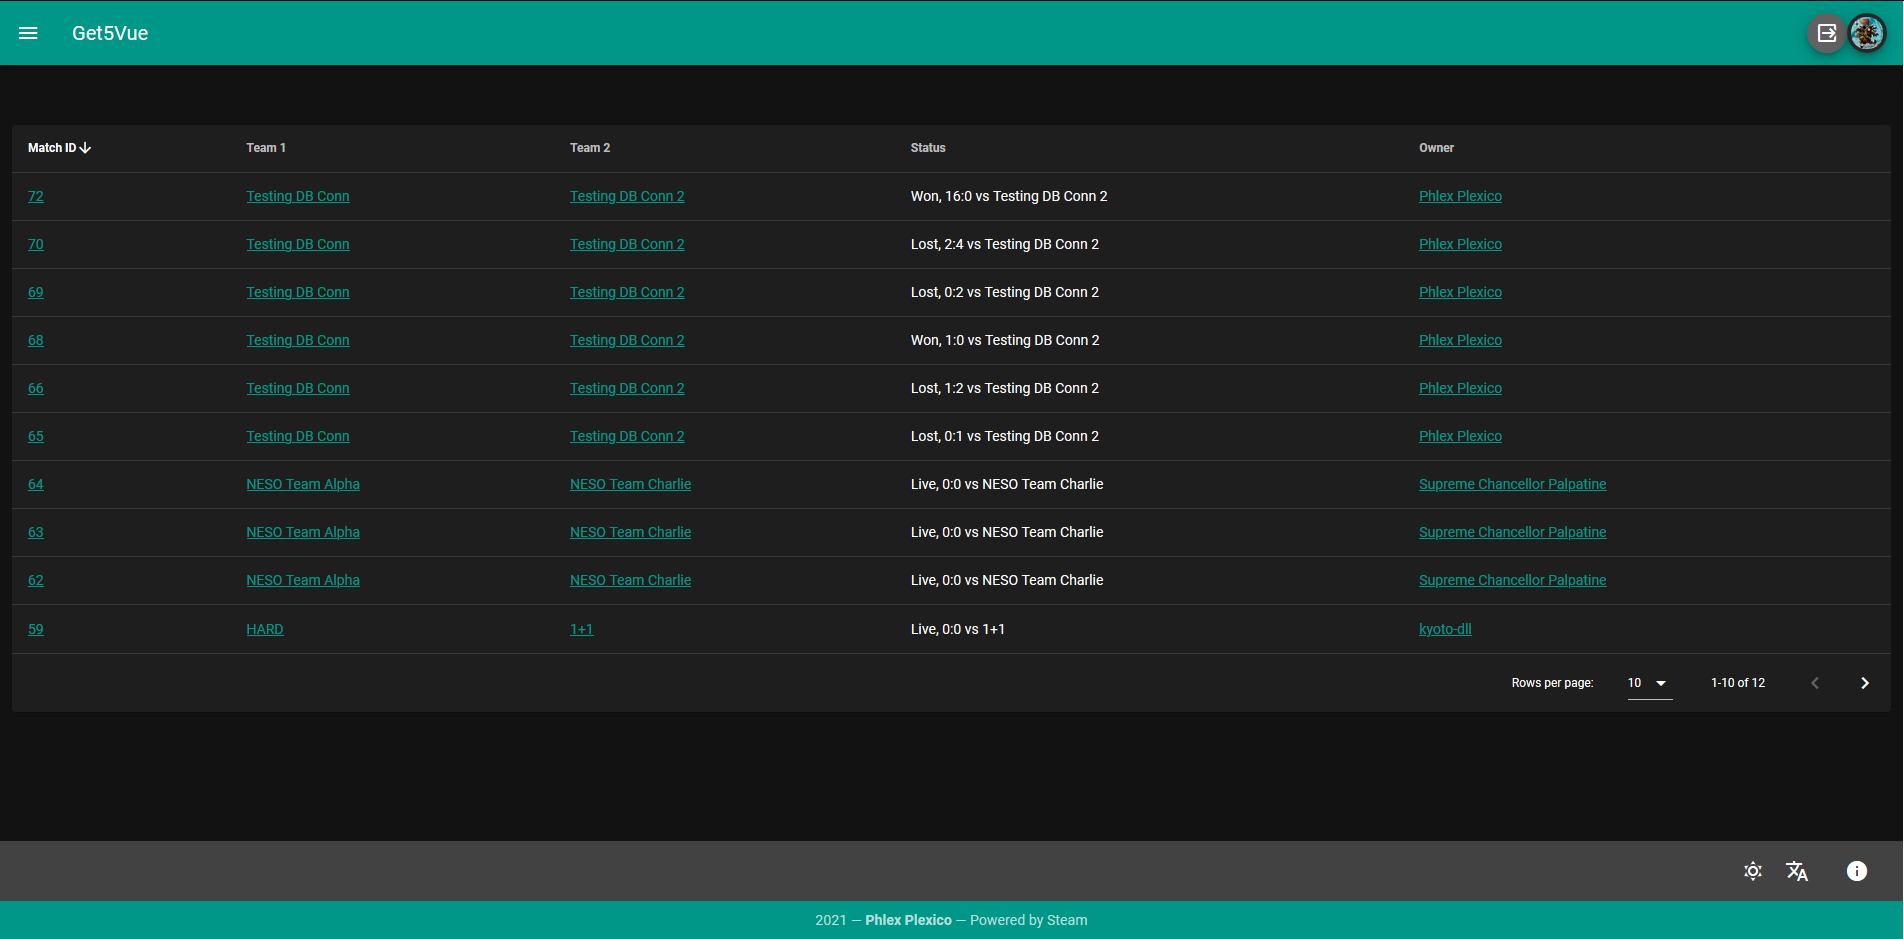 Get5Vue
Match ID Team 1 Team 2 Status Owner
72 Testing DB Conn Testing DB Conn 2 Won, 16:0 vs Testing DB Conn 2 Phlex Plexico
70 Testing DB Conn Testing DB Conn 2 Lost, 2:4 vs Testing DB Conn 2 Phlex Plexico
69 Testing DB Conn Testing DB Conn 2 Lost, 0:2 vs Testing DB Conn 2 Phlex Plexico
68 Testing DB Conn Testing DB Conn 2 Won, 1:0 vs Testing DB Conn 2 Phlex Plexico
66 Testing DB Conn Testing DB Conn 2 Lost, 1:2 vs Testing DB Conn 2 Phlex Plexico
65 Testing DB Conn Testing DB Conn 2 Lost, 0:1 vs Testing DB Conn 2 Phlex Plexico
64 NESO Team Alpha NESO Team Charlie Live, 0:0 vs NESO Team Charlie Supreme Chancellor Palpatine
63 NESO Team Alpha NESO Team Charlie Live, 0:0 vs NESO Team Charlie Supreme Chancellor Palpatine
62 NESO Team Alpha NESO Team Charlie Live, 0:0 vs NESO Team Charlie Supreme Chancellor Palpatine
59 HARD 1+1 Live, 0:0 vs 1+1 kyoto-dll
Rows per page: 10 1-10 of 12
2021 — Phlex Plexico — Powered by Steam